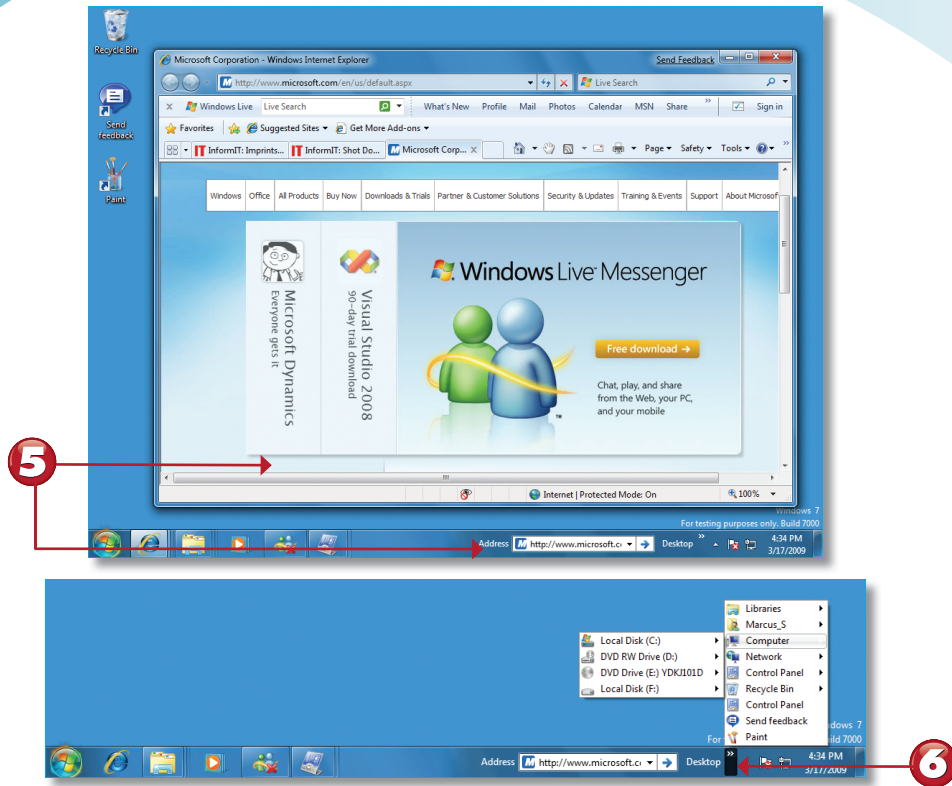 Recycle Bin
Send feedback
Paint
Microsoft Corporation - Windows Internet Explorer
Send Feedback
http://www.microsoft.com/en/us/default.aspx
Live Search
x Windows Live Live Search What's New Profile Mail Photos Calendar MSN Share » Sign in
Favorites Suggested Sites Get More Add-ons
InformIT: Imprints... InformIT: Shot Do... Microsoft Corp... X Page Safety Tools »
Windows Office All Products Buy Now Downloads & Trials Partner & Customer Solutions Security & Updates Training & Events Support About Microsof
Microsoft Dynamics
Everyone gets it
Visual Studio 2008
90-day trial download
Windows Live Messenger
Free download →
Chat, play, and share
from the Web, your PC,
and your mobile
™
5
Internet | Protected Mode: On 100%
Windows 7
For testing purposes only. Build 7000
Address http://www.microsoft.co Desktop » 4:34 PM
3/17/2009
Libraries
Marcus_S
Computer
Network
Control Panel
Recycle Bin
Control Panel
Send feedback
Paint
Local Disk (C:)
DVD RW Drive (D:)
DVD Drive (E:) YDKJ101D
Local Disk (F:)
dows 7
For
ild 7000
Address http://www.microsoft.co Desktop » 4:34 PM
3/17/2009
6